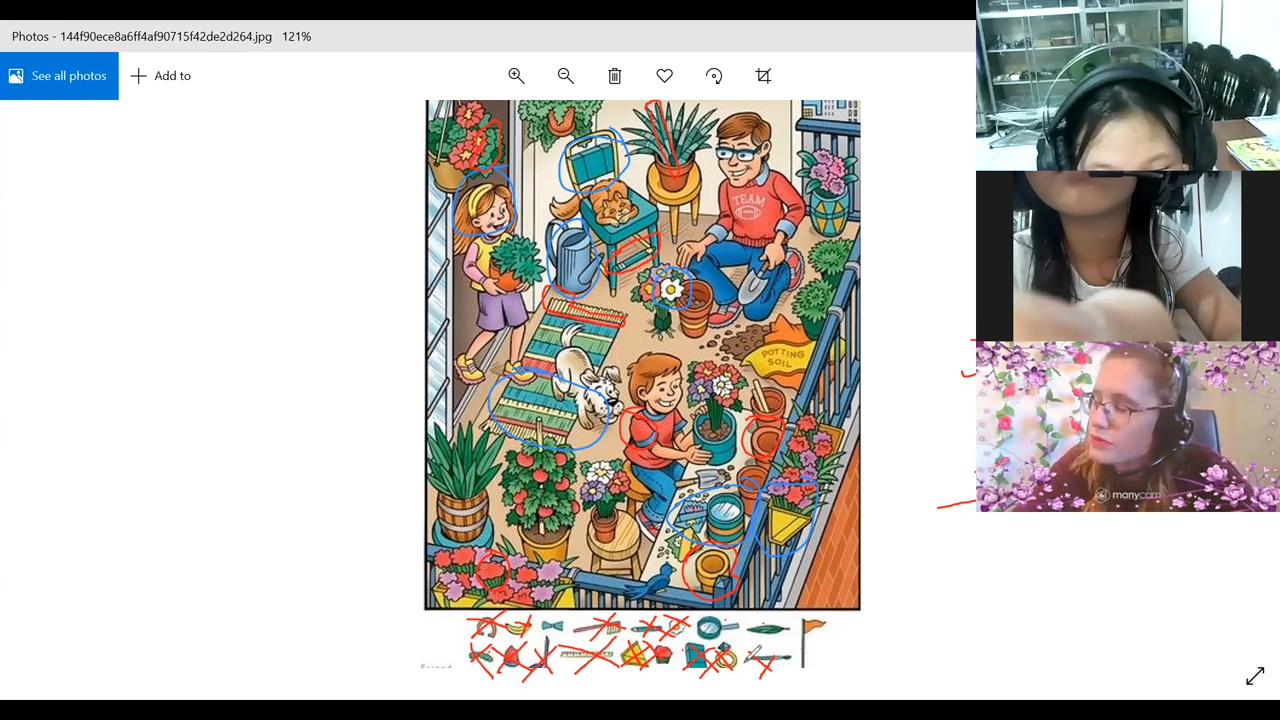 Photos - 144f90ece8a6ff4af90715f42de2d264.jpg 121%
See all photos
Add to
TEAM
POTTING
SOIL
manycam